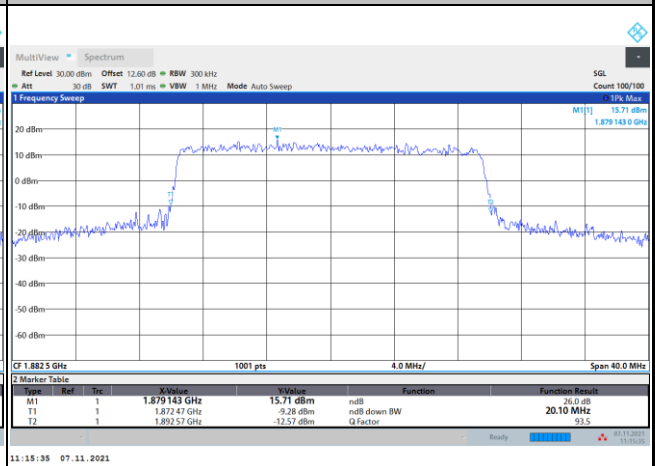 MultiView Spectrum
Ref Level 30.00 dBm Offset 12.60 dB RBW 300 kHz SGL
Att 30 dB SWT 1.01 ms VBW 1 MHz Mode Auto Sweep Count 100/100
1 Frequency Sweep 1Pk Max
M1[1] 15.71 dBm
1.879 143 0 GHz
M1
20 dBm
10 dBm
0 dBm
T1
T2
-10 dBm
-20 dBm
-30 dBm
-40 dBm
-50 dBm
-60 dBm
CF 1.882 5 GHz 1001 pts 4.0 MHz/ Span 40.0 MHz
2 Marker Table
Type Ref Trc X-Value Y-Value Function Function Result
M1 1 1.879 143 GHz 15.71 dBm ndB 26.0 dB
T1 1 1.872 47 GHz -9.28 dBm ndB down BW 20.10 MHz
T2 1 1.892 57 GHz -12.57 dBm Q Factor 93.5
Ready 07.11.2021
11:15:35
11:15:35 07.11.2021